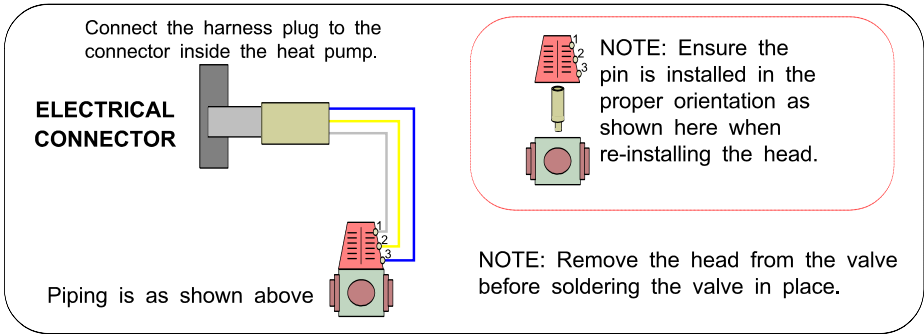 Connect the harness plug to the
connector inside the heat pump.
ELECTRICAL
CONNECTOR
1
2
3
Piping is as shown above
1
2
3
NOTE: Ensure the
pin is installed in the
proper orientation as
shown here when
re-installing the head.
NOTE: Remove the head from the valve
before soldering the valve in place.